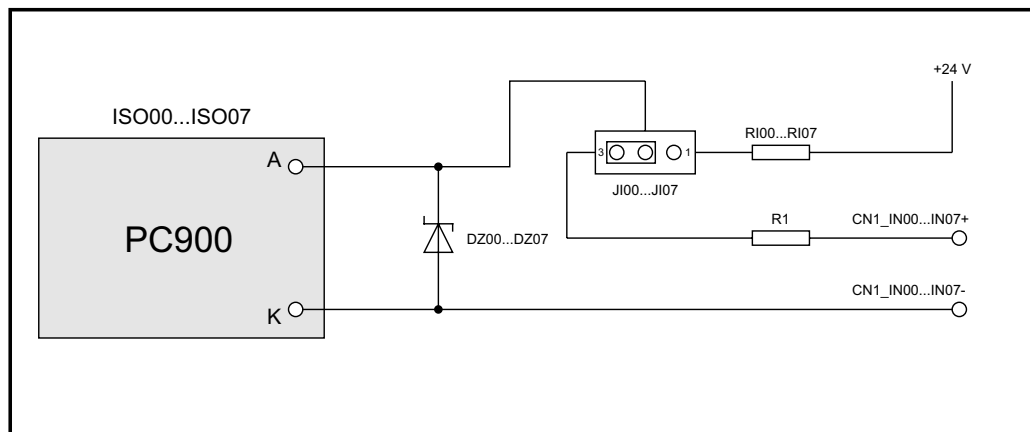 +24 V
ISO00...ISO07
RI00...RI07
A
3
1
JI00...JI07
PC900
DZ00...DZ07
R1
CN1_IN00...IN07+
CN1_IN00...IN07-
K